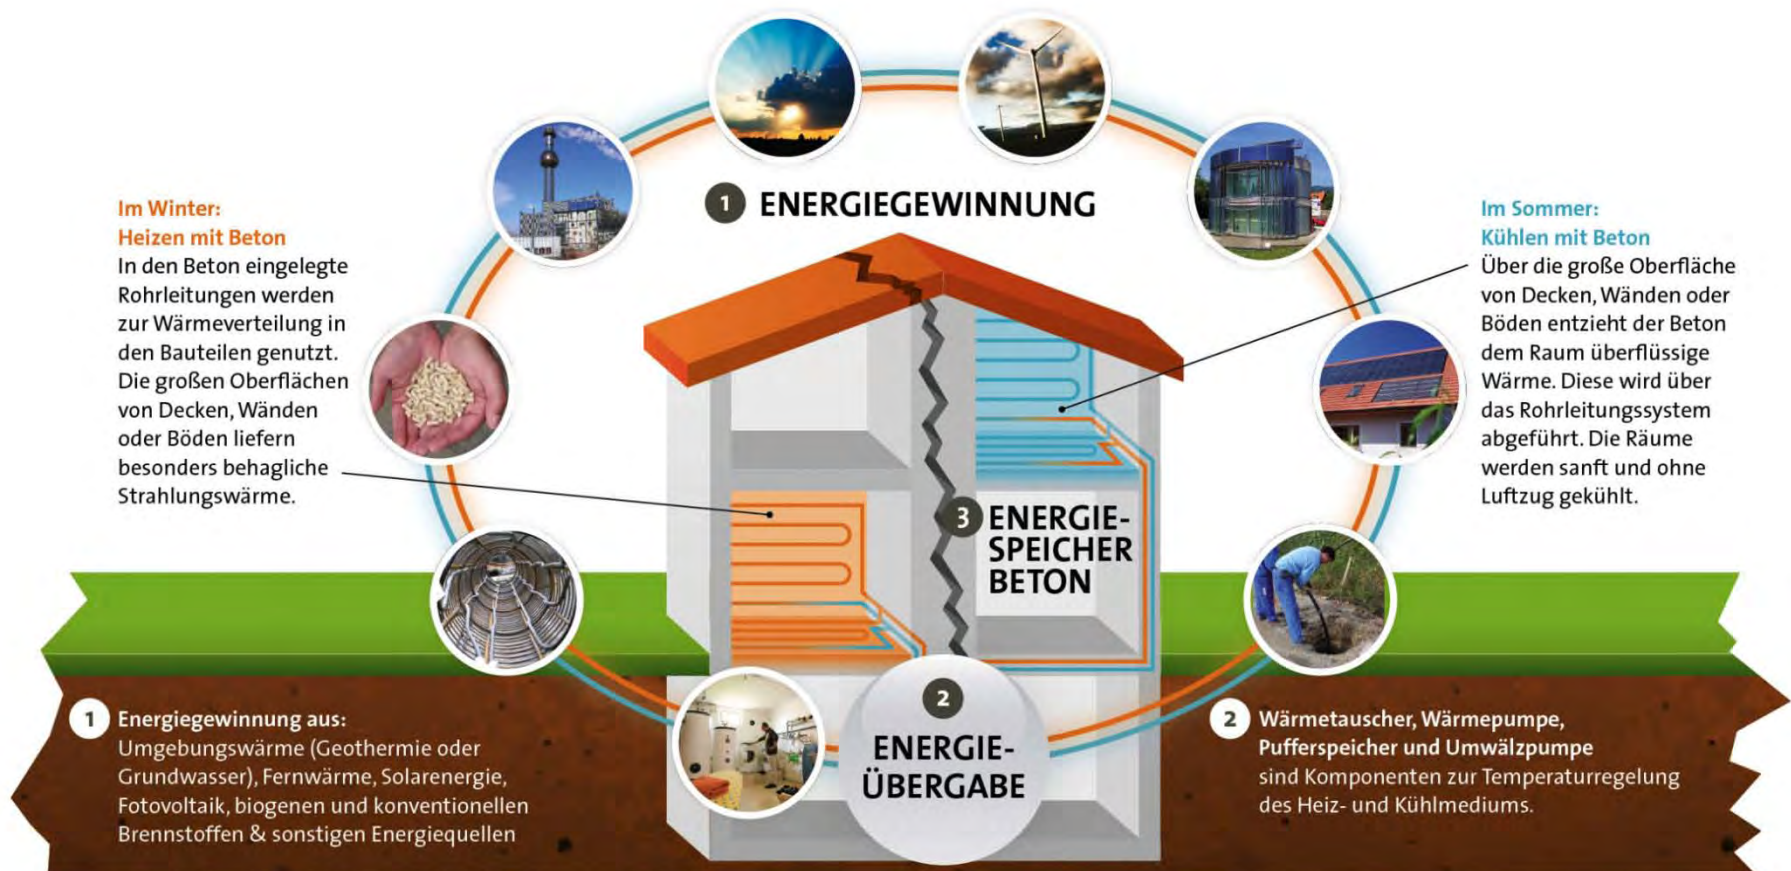 1 ENERGIEGEWINNUNG
Im Winter:
Heizen mit Beton
In den Beton eingelegte
Rohrleitungen werden
zur Wärmeverteilung in
den Bauteilen genutzt.
Die großen Oberflächen
von Decken, Wänden
oder Böden liefern
besonders behagliche
Strahlungswärme.
Im Sommer:
Kühlen mit Beton
Über die große Oberfläche
von Decken, Wänden oder
Böden entzieht der Beton
dem Raum überflüssige
Wärme. Diese wird über
das Rohrleitungssystem
abgeführt. Die Räume
werden sanft und ohne
Luftzug gekühlt.
3 ENERGIE-
SPEICHER
BETON
2
ENERGIE-
ÜBERGABE
1 Energiegewinnung aus:
Umgebungswärme (Geothermie oder
Grundwasser), Fernwärme, Solarenergie,
Fotovoltaik, biogenen und konventionellen
Brennstoffen & sonstigen Energiequellen
2 Wärmetauscher, Wärmepumpe,
Pufferspeicher und Umwälzpumpe
sind Komponenten zur Temperaturregelung
des Heiz- und Kühlmediums.